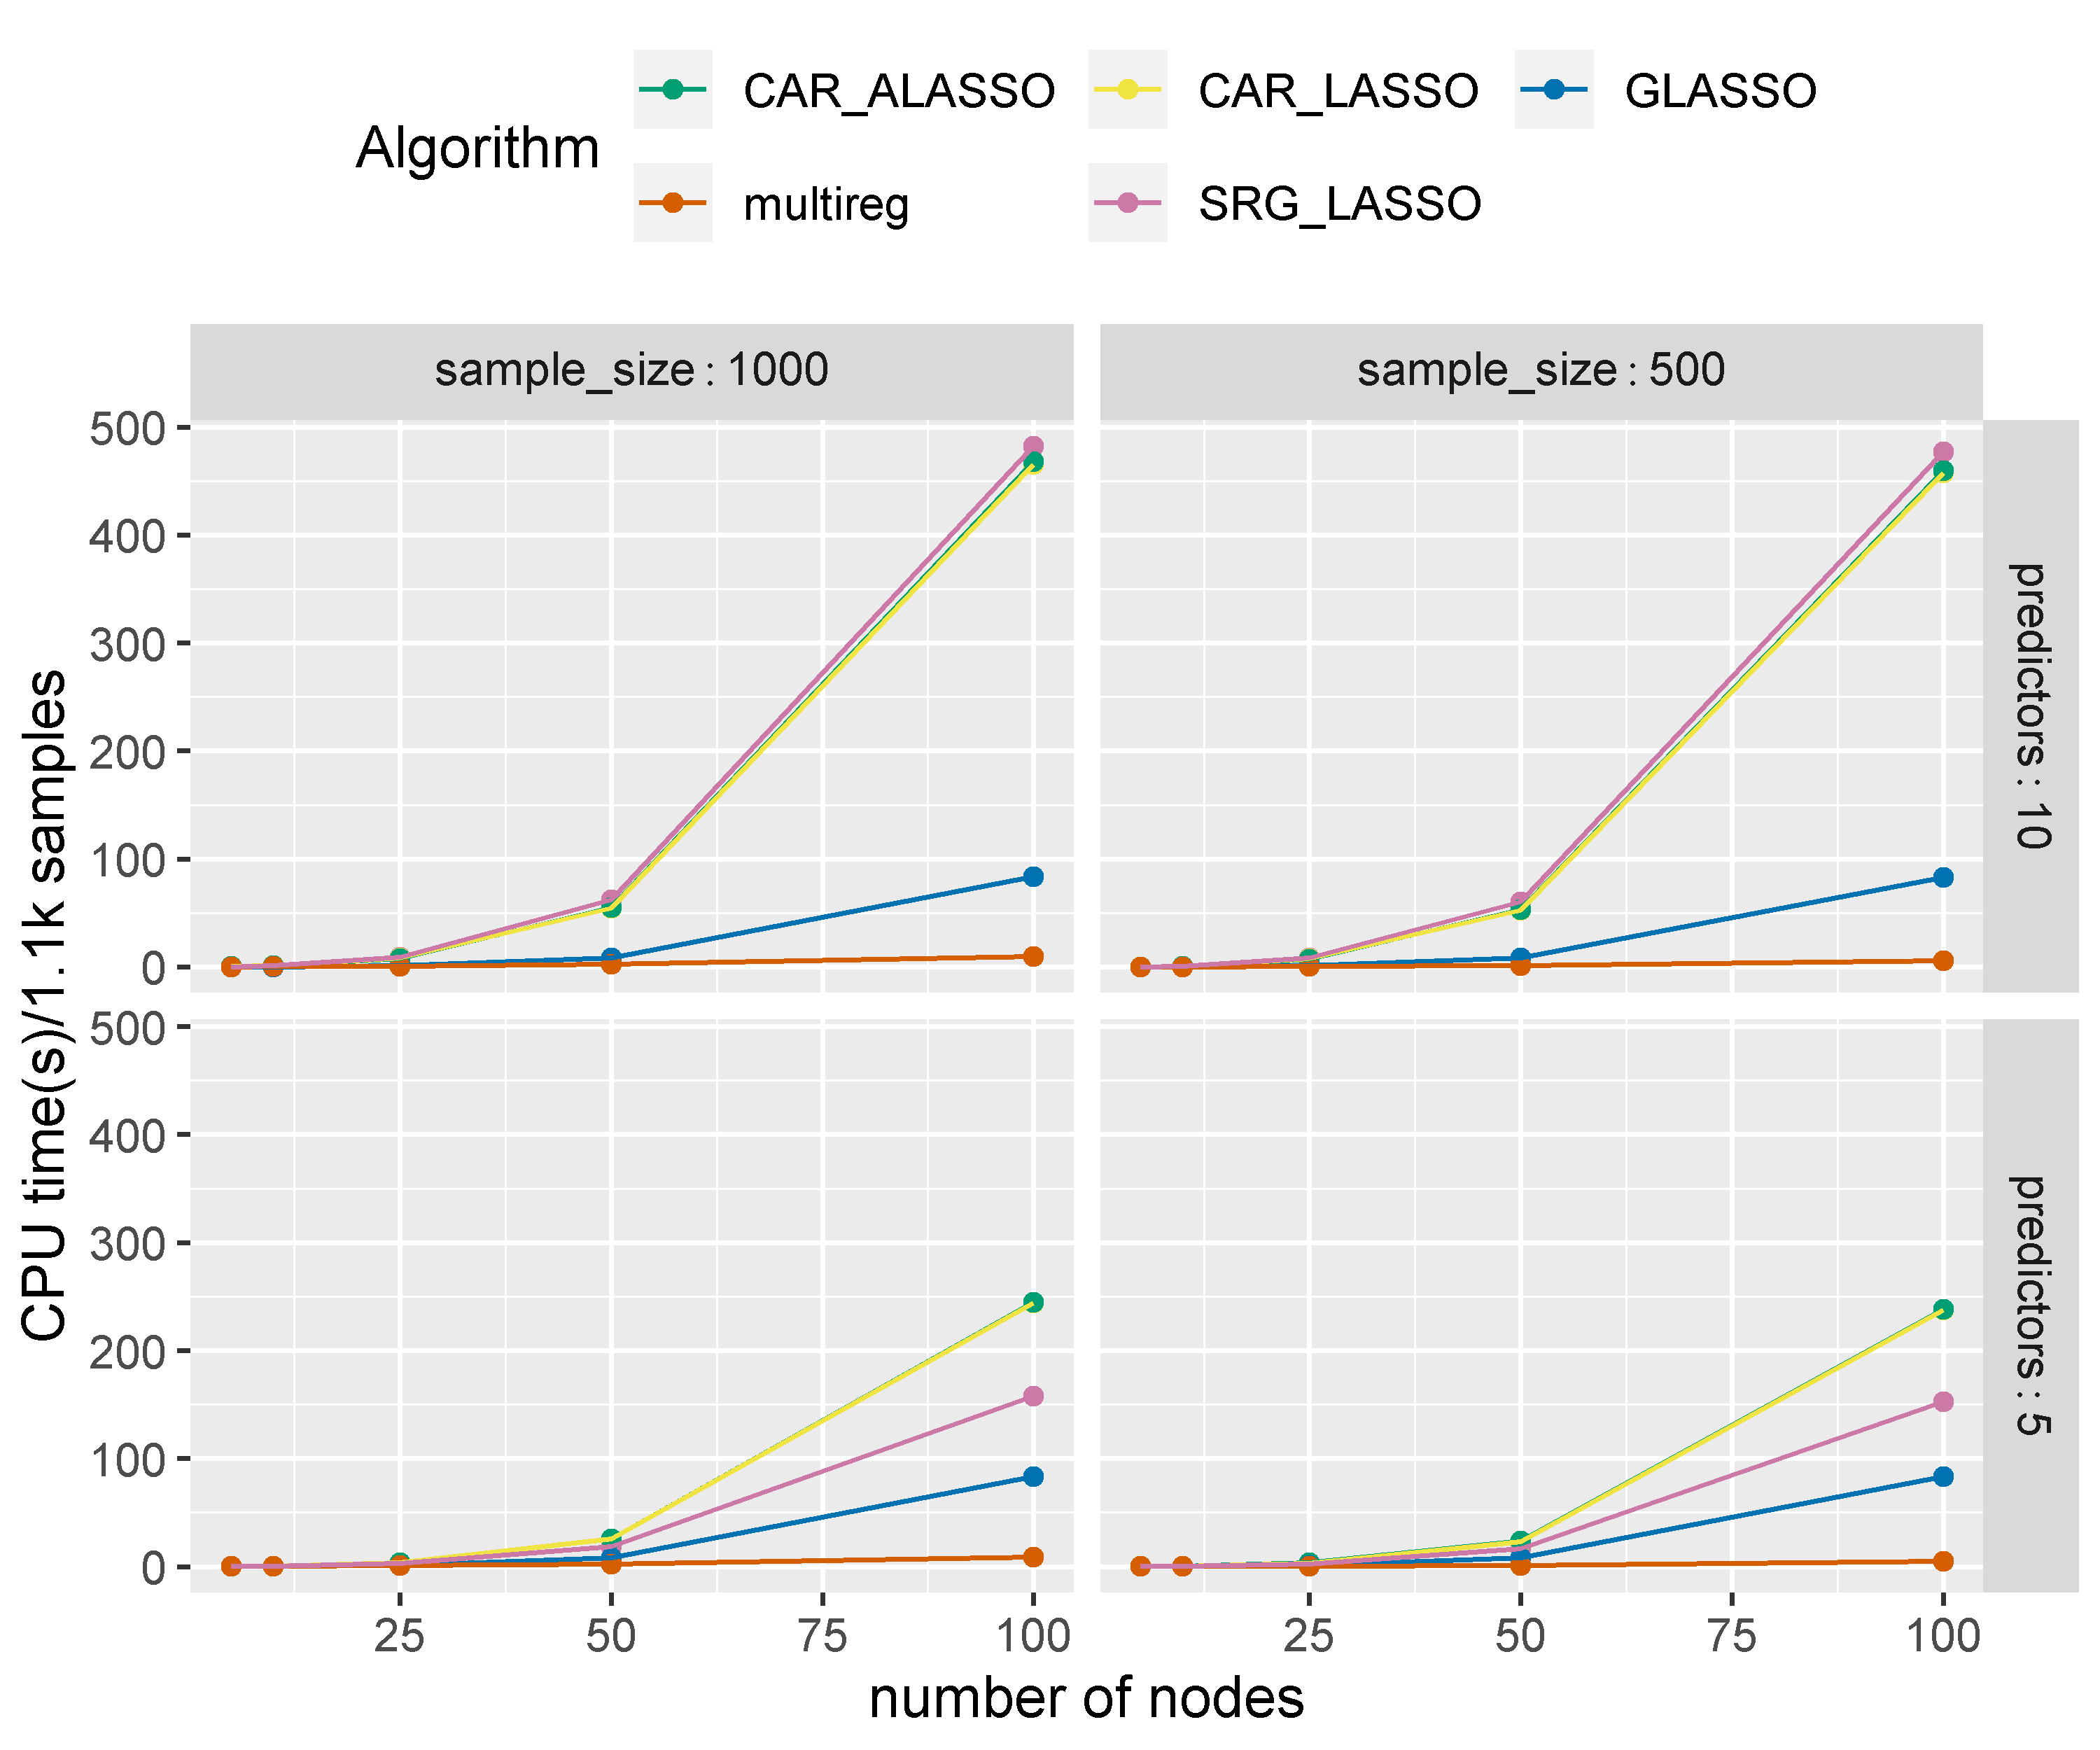 Algorithm
CAR_ALASSO
CAR_LASSO
GLASSO
multireg
SRG_LASSO
sample_size : 1000
sample_size : 500
CPU time(s)/1.1k samples
500
400
300
200
100
0
predictors : 10
500
400
300
200
100
0
predictors : 5
25 50 75 100
25 50 75 100
number of nodes